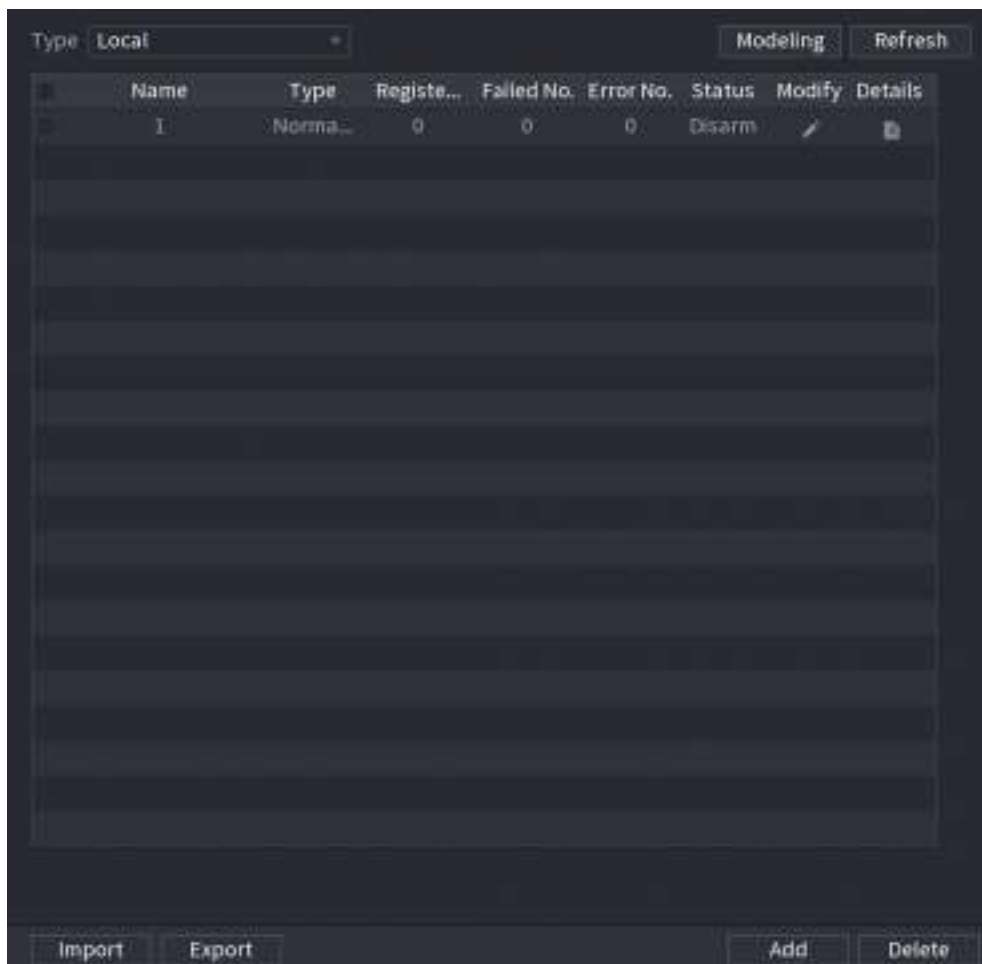 Type Local Modeling Refresh
Name Type Registe... Failed No. Error No. Status Modify Details
1 Norma... 0 0 0 Disarm
Import Export Add Delete